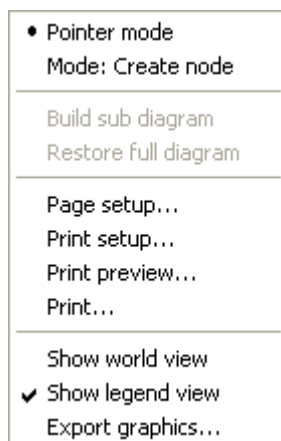 Pointer mode
Mode: Create node
Build sub diagram
Restore full diagram
Page setup...
Print setup...
Print preview...
Print...
Show world view
Show legend view
Export graphics...